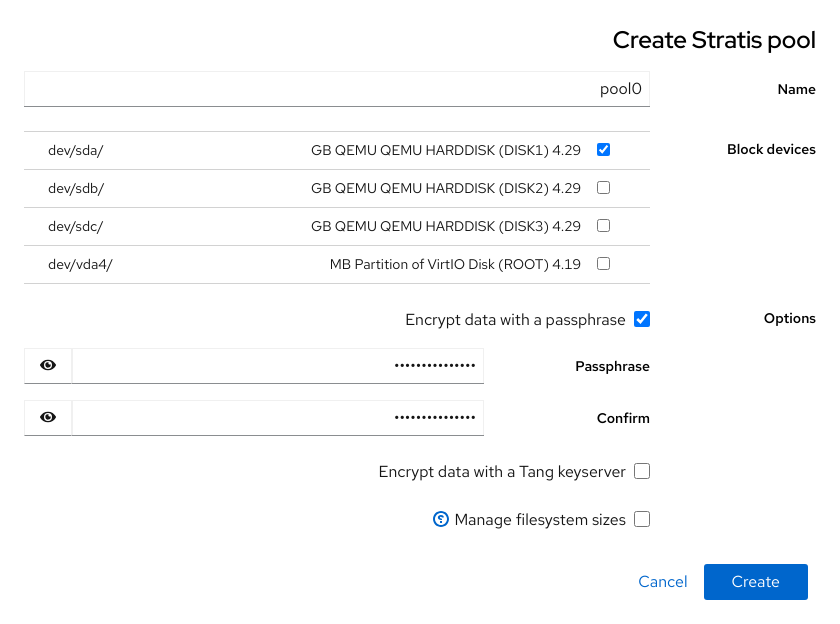 Create Stratis pool
Name
pool0
Block devices
GB QEMU QEMU HARDDISK (DISK1) 4.29
dev/sda/
GB QEMU QEMU HARDDISK (DISK2) 4.29
dev/sdb/
GB QEMU QEMU HARDDISK (DISK3) 4.29
dev/sdc/
MB Partition of VirtIO Disk (ROOT) 4.19
dev/vda4/
Options
Encrypt data with a passphrase
Passphrase
Confirm
Encrypt data with a Tang keyserver
Manage filesystem sizes
Create
Cancel